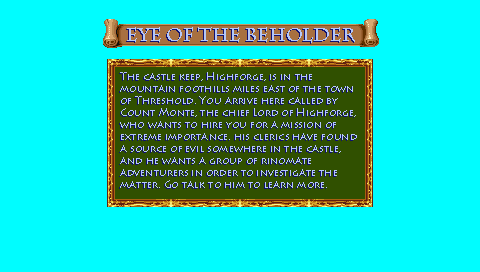 EYE OF THE BEHOLDER
The castle keep, Highforge, is in the
mountain foothills miles east of the town
of Threshold. You arrive here called by
Count Monte, the chief Lord of Highforge,
who wants to hire you for a mission of
extreme importance. His clerics have found
a source of evil somewhere in the castle,
and he wants a group of rinomate
adventurers in order to investigate the
matter. Go talk to him to learn more.